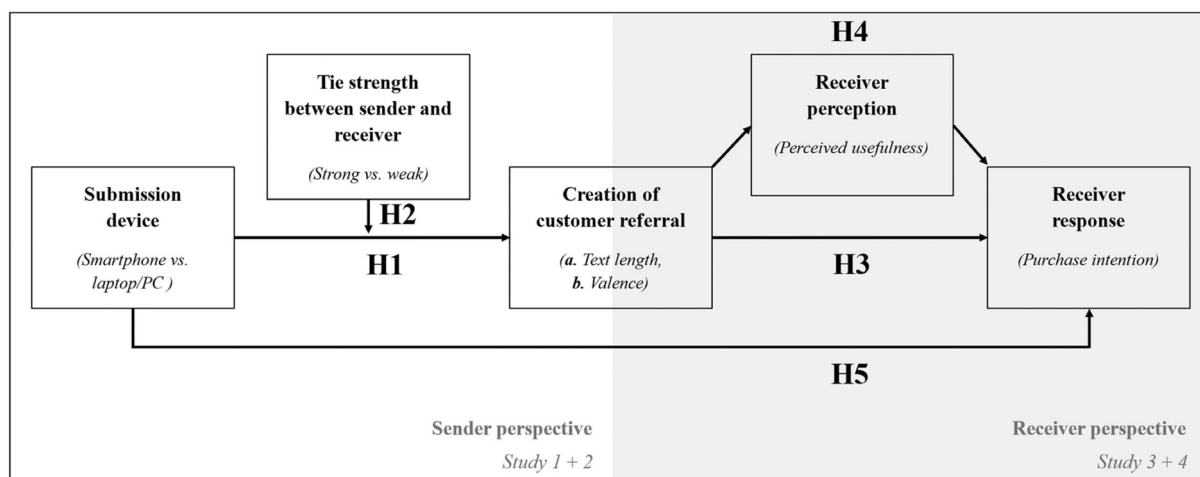 H4
Tie strength
between sender and
receiver
(Strong vs. weak)
Receiver
perception
(Perceived usefulness)
Submission
device
(Smartphone vs.
laptop/PC )
H2
H1
Creation of
customer referral
(a. Text length,
b. Valence)
H3
Receiver
response
(Purchase intention)
H5
Sender perspective
Study 1 + 2
Receiver perspective
Study 3 + 4